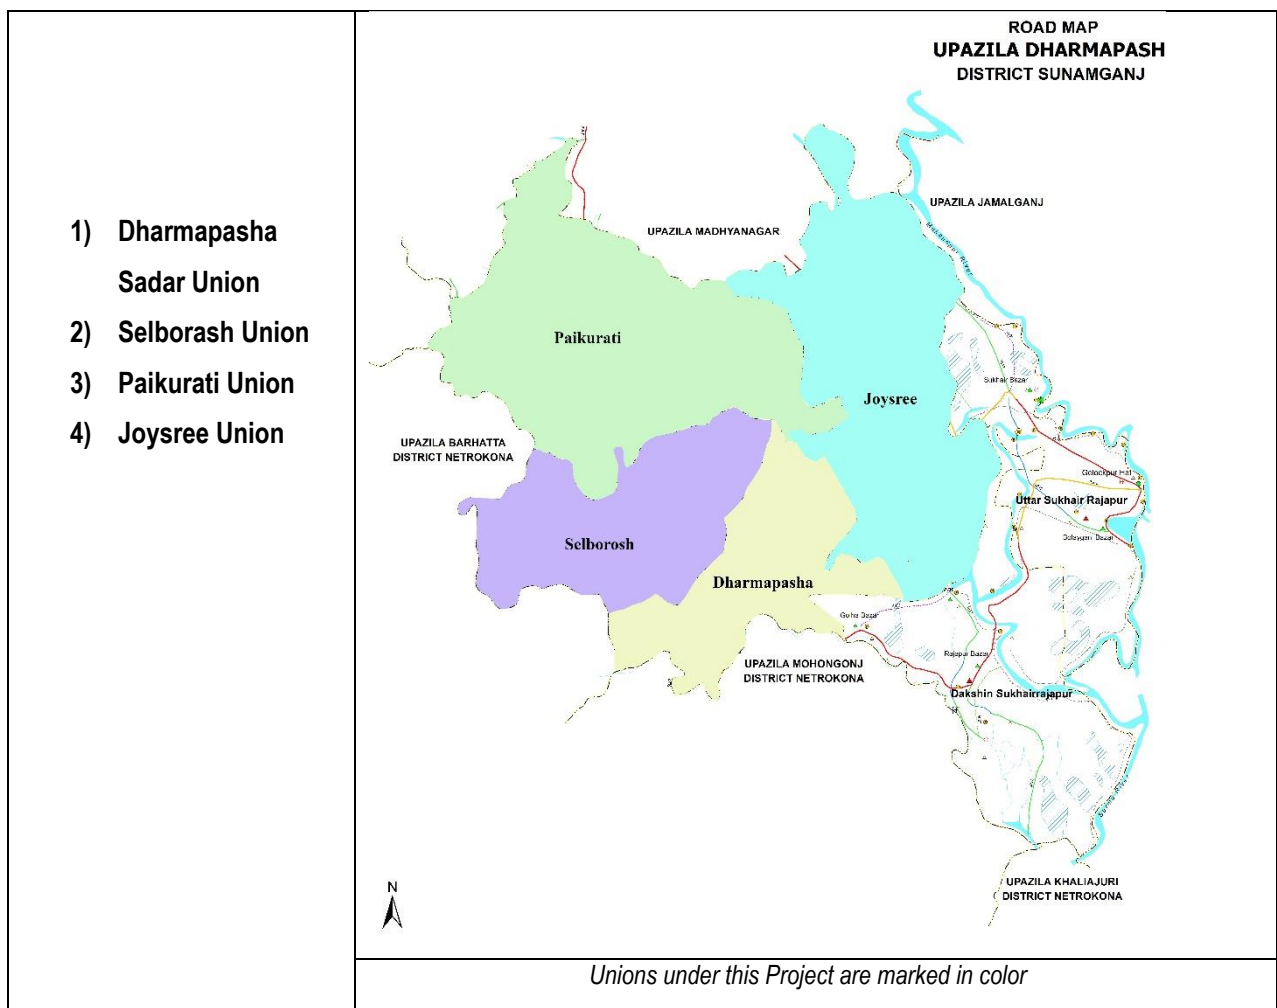 1) Dharmapasha
Sadar Union
2) Selborash Union
3) Paikurati Union
4) Joysree Union
ROAD MAP
UPAZILA DHARMAPASH
DISTRICT SUNAMGANJ
UPAZILA JAMALGANJ
UPAZILA MADHYANAGAR
River
Paikurati
Sukhair Bazar
Joysree
UPAZILA BARHATTA
DISTRICT NETROKONA
Golockpur Hat
Uttar Sukhair Rajapur
Bazar
Selborosh
Dharmapasha
Bazar
Rajapur Bazar
UPAZILA MOHONGONJ
DISTRICT NETROKONA
Dakshin Sukhairrajapur
River
UPAZILA KHALIAJURI
DISTRICT NETROKONA
N
Unions under this Project are marked in color